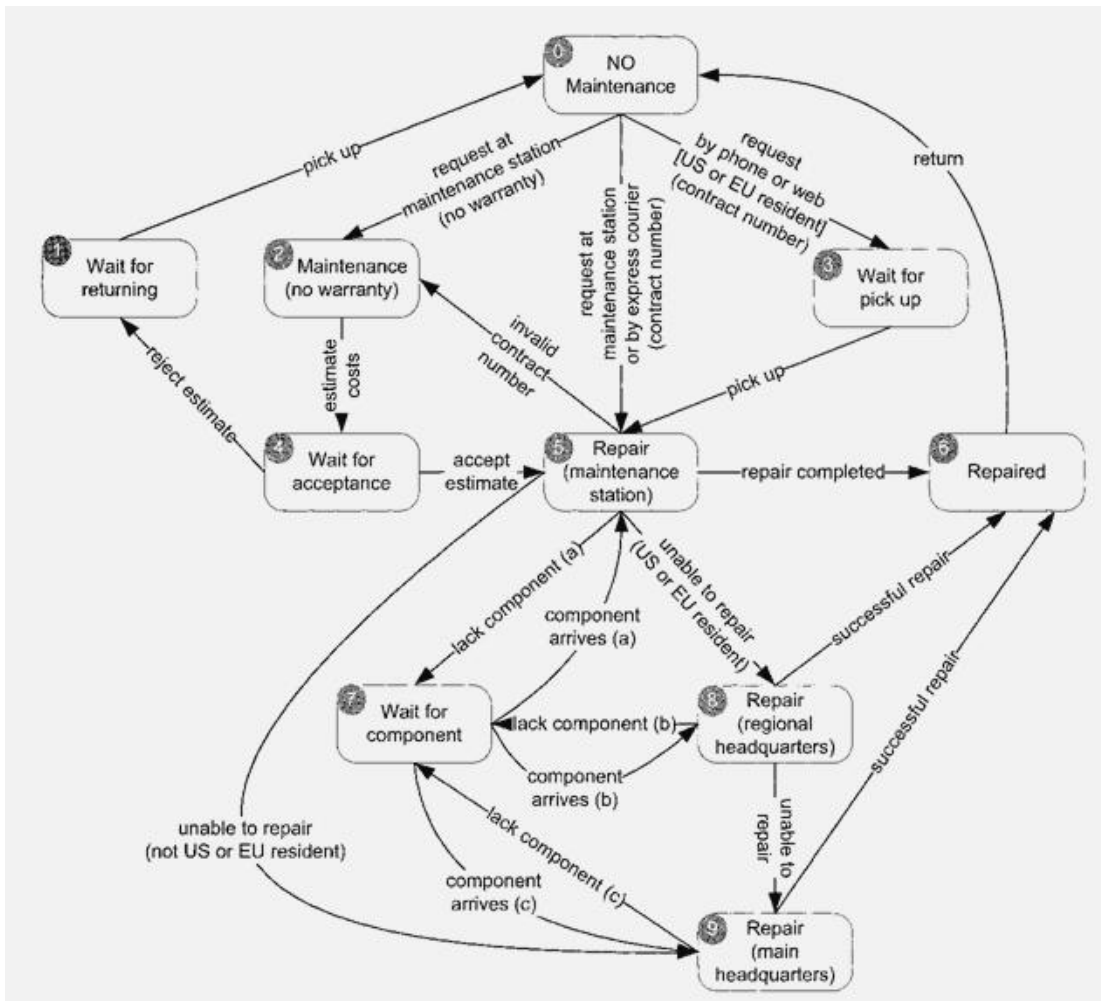 0
NO
Maintenance
pick up
request at
maintenance station
(no warranty)
request at
maintenance station
or by express courier
(contract number)
request
by phone or web
[US or EU resident]
(contract number)
return
1
Wait for
returning
2
Maintenance
(no warranty)
3
Wait for
pick up
reject estimate
estimate
costs
invalid
contract
number
pick up
4
Wait for
acceptance
accept
estimate
5
Repair
(maintenance
station)
repair completed
6
Repaired
lack component (a)
component
arrives (a)
unable to repair
(US or EU resident)
successful repair
successful repair
7
Wait for
component
lack component (b)
component
arrives (b)
8
Repair
(regional
headquarters)
unable to repair
(not US or EU resident)
component
arrives (c)
lack component (c)
unable to
repair
9
Repair
(main
headquarters)